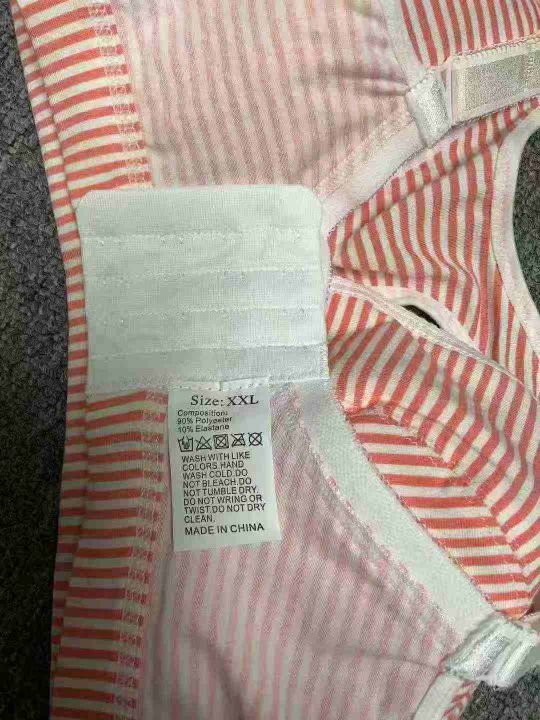 Size: XXL
Composition:
90% Polyester
10% Elastane
WASH WITH LIKE
COLORS.HAND
WASH COLD.DO
NOT BLEACH.DO
NOT TUMBLE DRY.
DO NOT WRING OR
TWIST.DO NOT DRY
CLEAN.
MADE IN CHINA